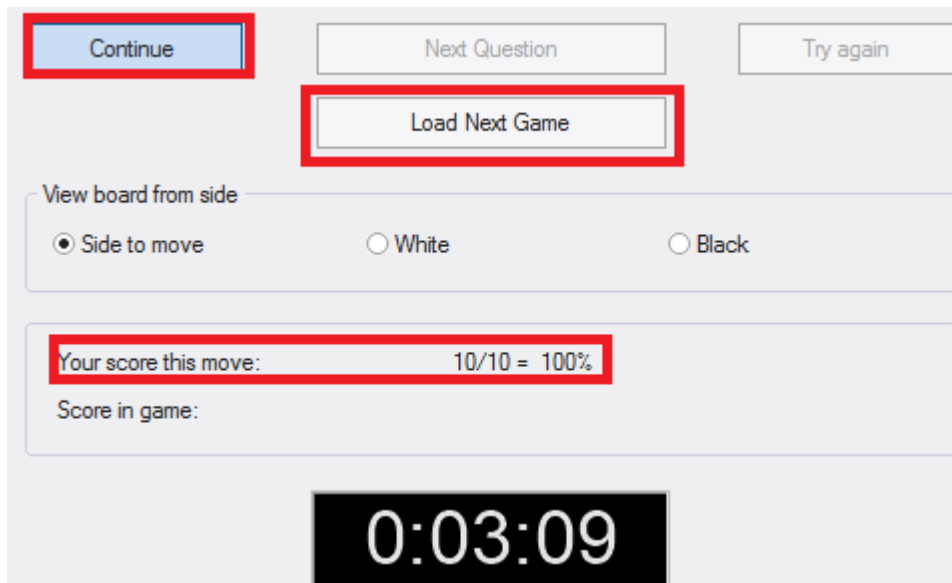 Continue Next Question Try again
Load Next Game
View board from side
Side to move White Black
Your score this move: 10/10 = 100%
Score in game:
0:03:09